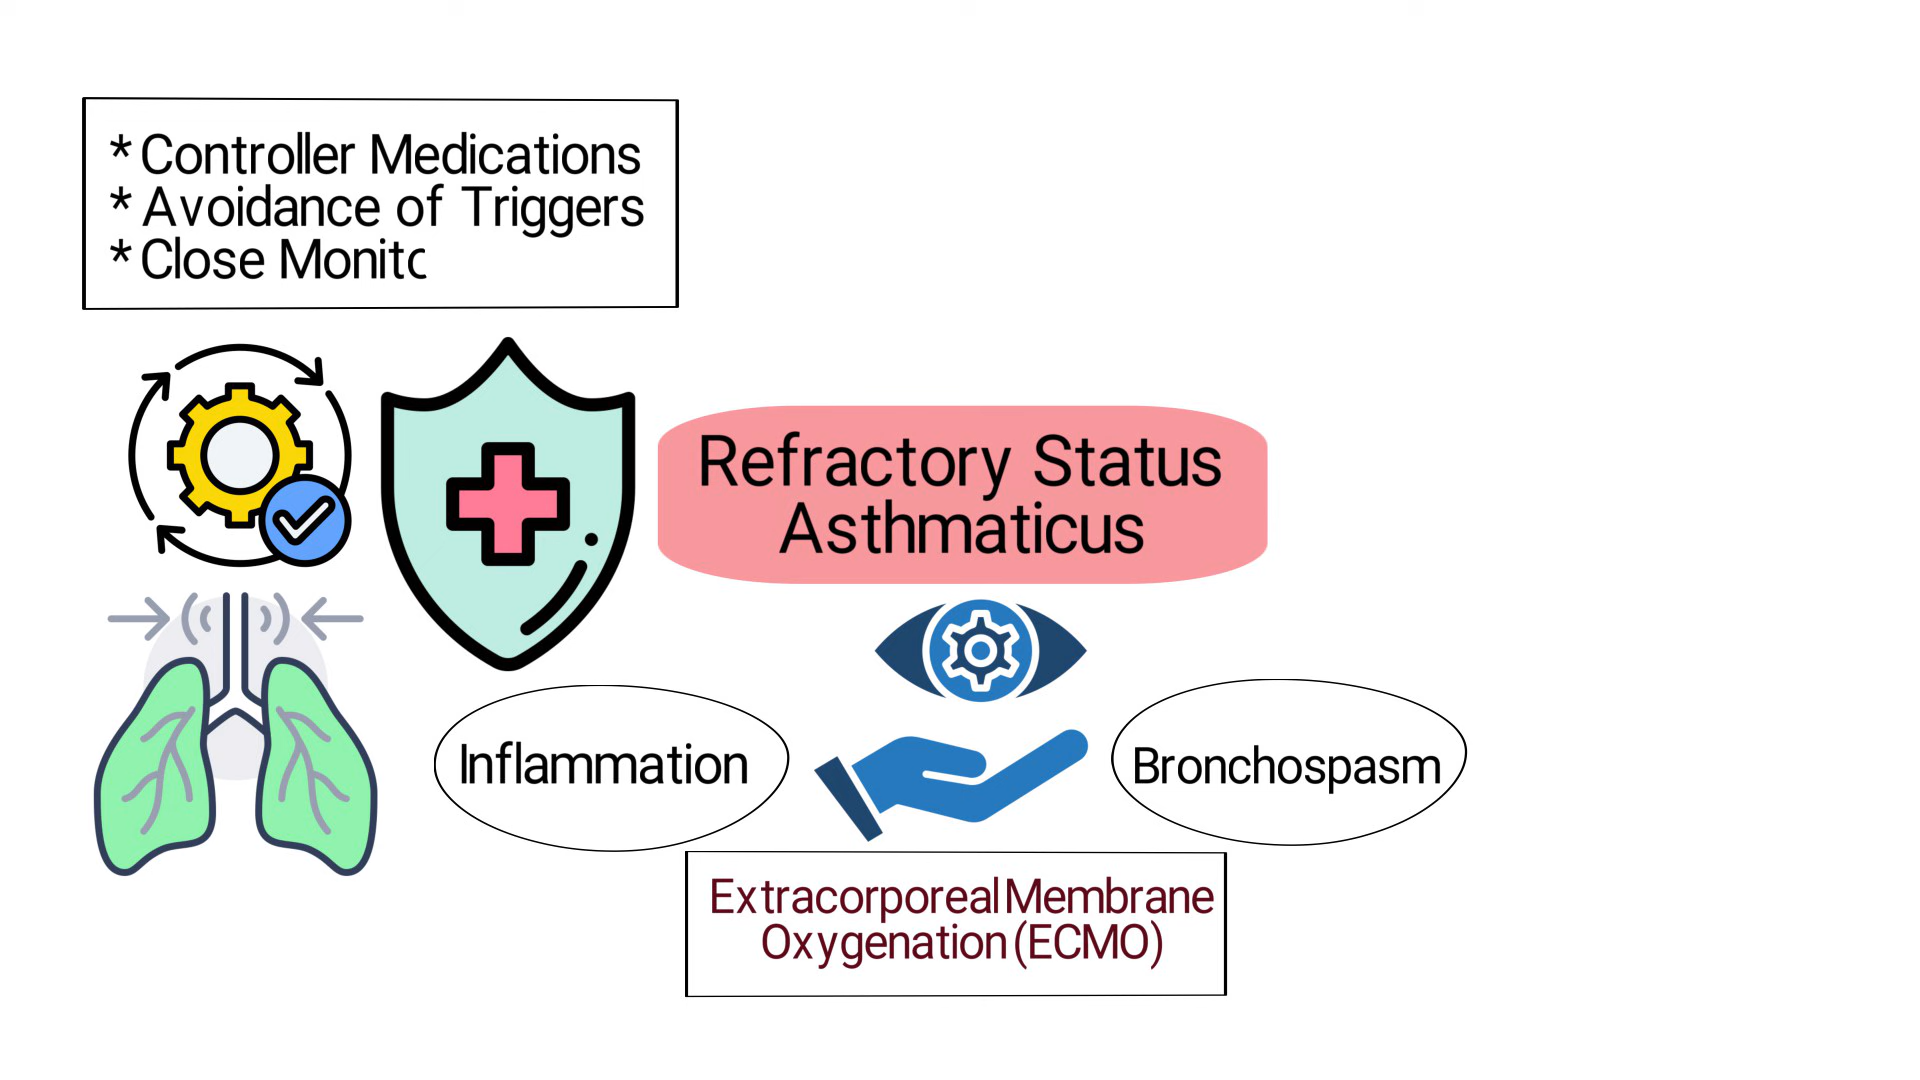 * Controller Medications
* Avoidance of Triggers
* Close Monitc
Refractory Status
Asthmaticus
Inflammation
Bronchospasm
Extracorporeal Membrane
Oxygenation (ECMO)